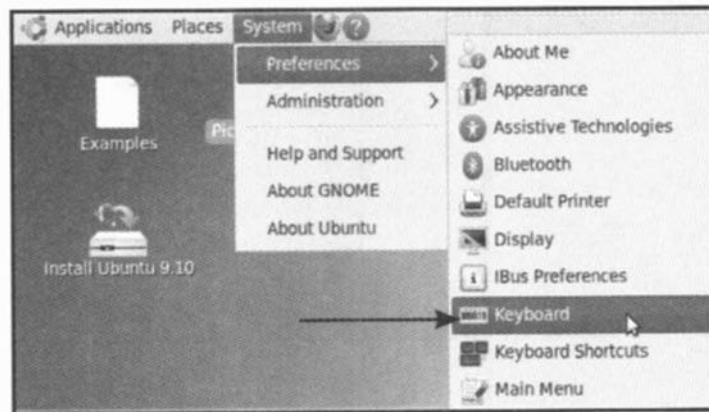 Applications Places System ?
Preferences >
Administration >
Help and Support
About GNOME
About Ubuntu
Examples
Pic
Install Ubuntu 9.10
About Me
Appearance
Assistive Technologies
Bluetooth
Default Printer
Display
IBus Preferences
Keyboard
Keyboard Shortcuts
Main Menu